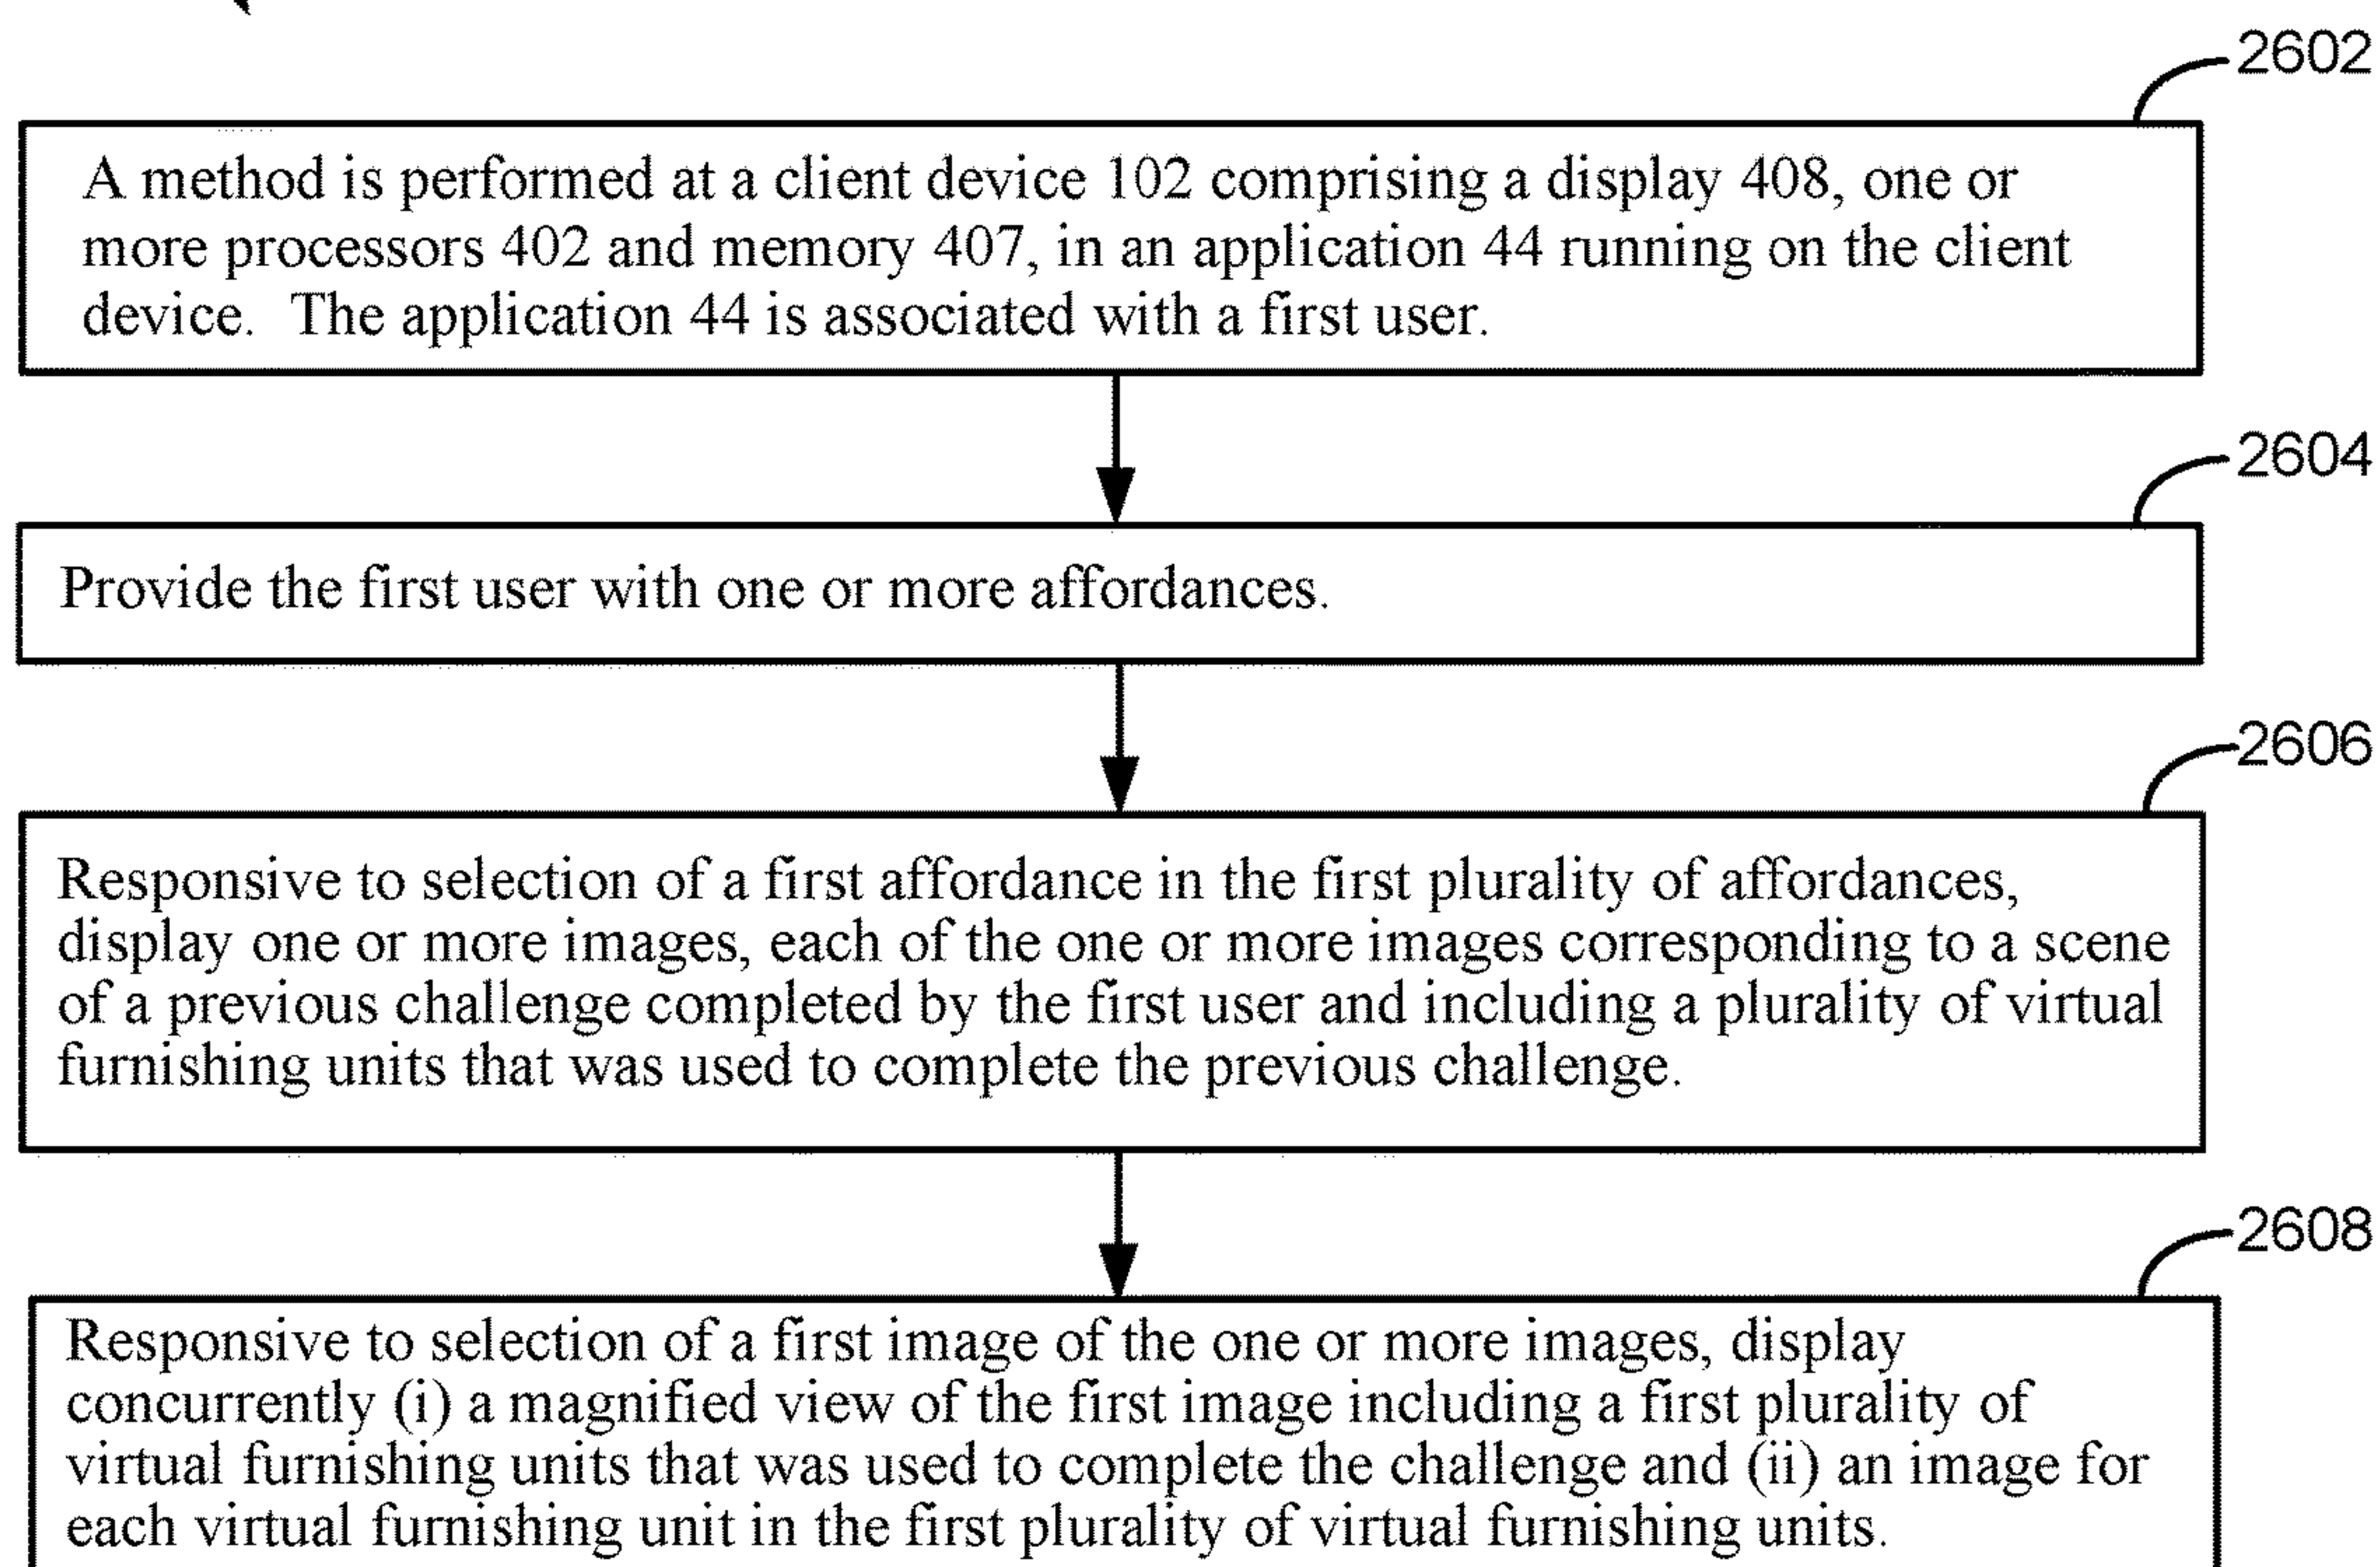 2602
A method is performed at a client device 102 comprising a display 408, one or
more processors 402 and memory 407, in an application 44 running on the client
device. The application 44 is associated with a first user.
2604
Provide the first user with one or more affordances.
2606
Responsive to selection of a first affordance in the first plurality of affordances,
display one or more images, each of the one or more images corresponding to a scene
of a previous challenge completed by the first user and including a plurality of virtual
furnishing units that was used to complete the previous challenge.
2608
Responsive to selection of a first image of the one or more images, display
concurrently (i) a magnified view of the first image including a first plurality of
virtual furnishing units that was used to complete the challenge and (ii) an image for
each virtual furnishing unit in the first plurality of virtual furnishing units.